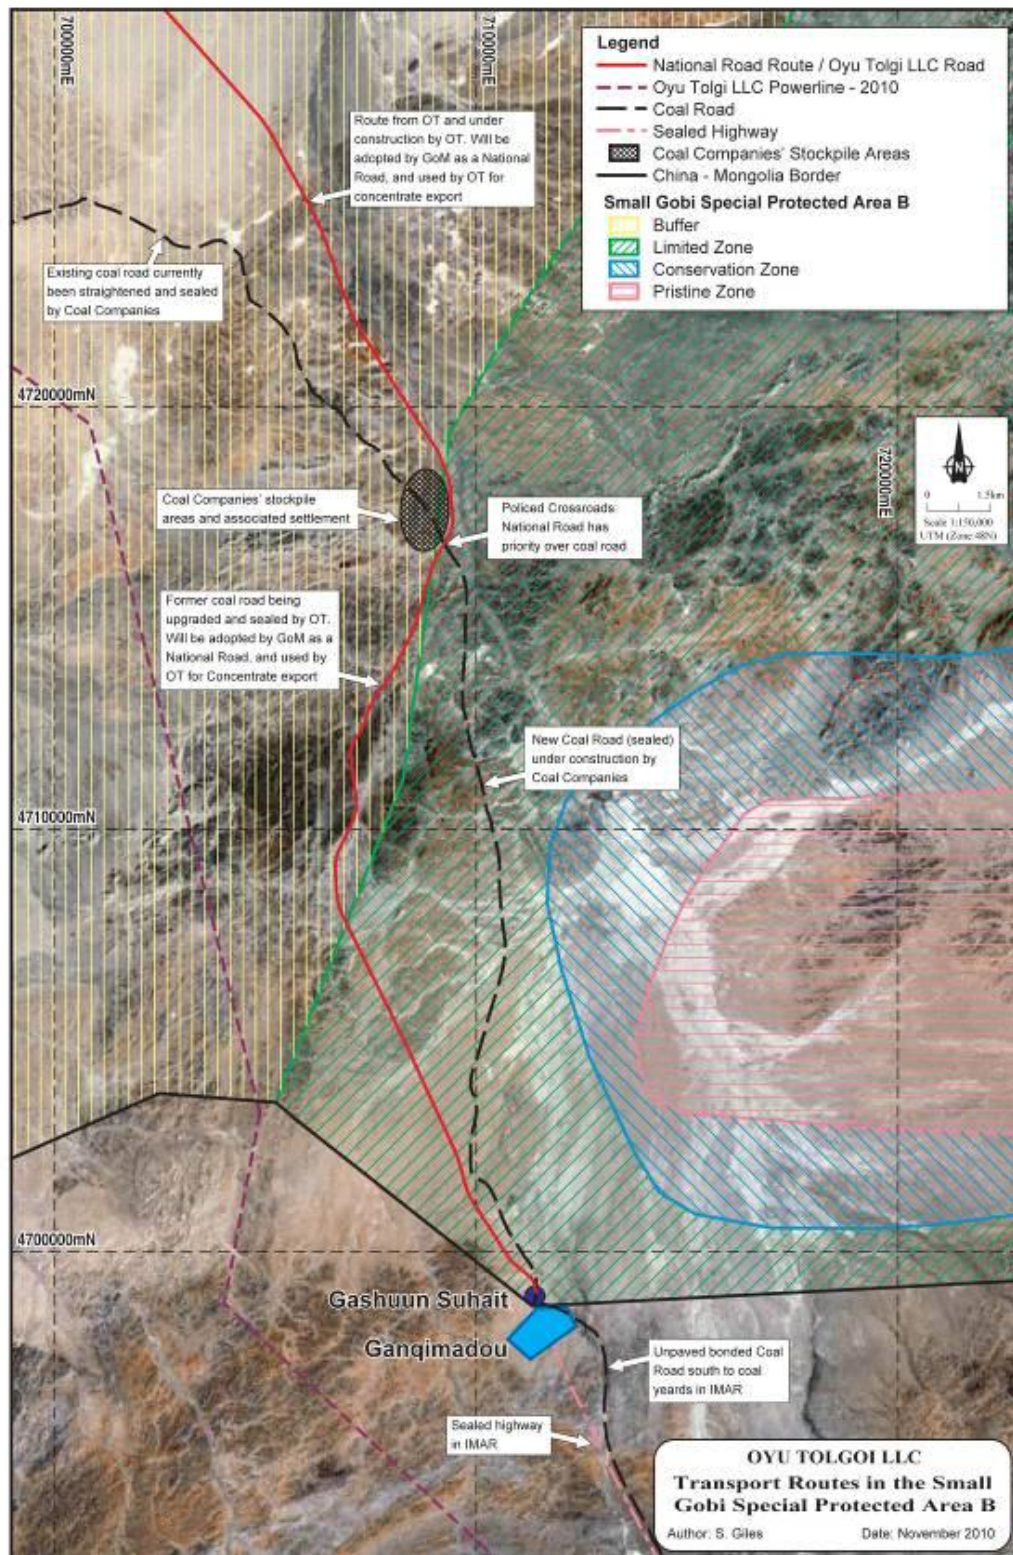 700000mE
710000mE
Legend
National Road Route / Oyu Tolgi LLC Road
Oyu Tolgi LLC Powerline - 2010
Coal Road
Sealed Highway
Coal Companies' Stockpile Areas
China - Mongolia Border
Small Gobi Special Protected Area B
Buffer
Limited Zone
Conservation Zone
Pristine Zone
Route from OT and under
construction by OT. Will be
adopted by GoM as a National
Road, and used by OT for
concentrate export
Existing coal road currently
been straightened and sealed
by Coal Companies
4720000mN
720000mE
N
0 1.5km
Scale 1:150,000
UTM (Zone 48N)
Coal Companies' stockpile
areas and associated settlement
Policed Crossroads:
National Road has
priority over coal road
Former coal road being
upgraded and sealed by OT.
Will be adopted by GoM as a
National Road, and used by
OT for Concentrate export
New Coal Road (sealed)
under construction by
Coal Companies
4710000mN
4700000mN
Gashuun Suhait
Ganqimadou
Unpaved bonded Coal
Road south to coal
yeards in IMAR
Sealed highway
in IMAR
OYU TOLGOI LLC
Transport Routes in the Small
Gobi Special Protected Area B
Author: S. Giles Date: November 2010